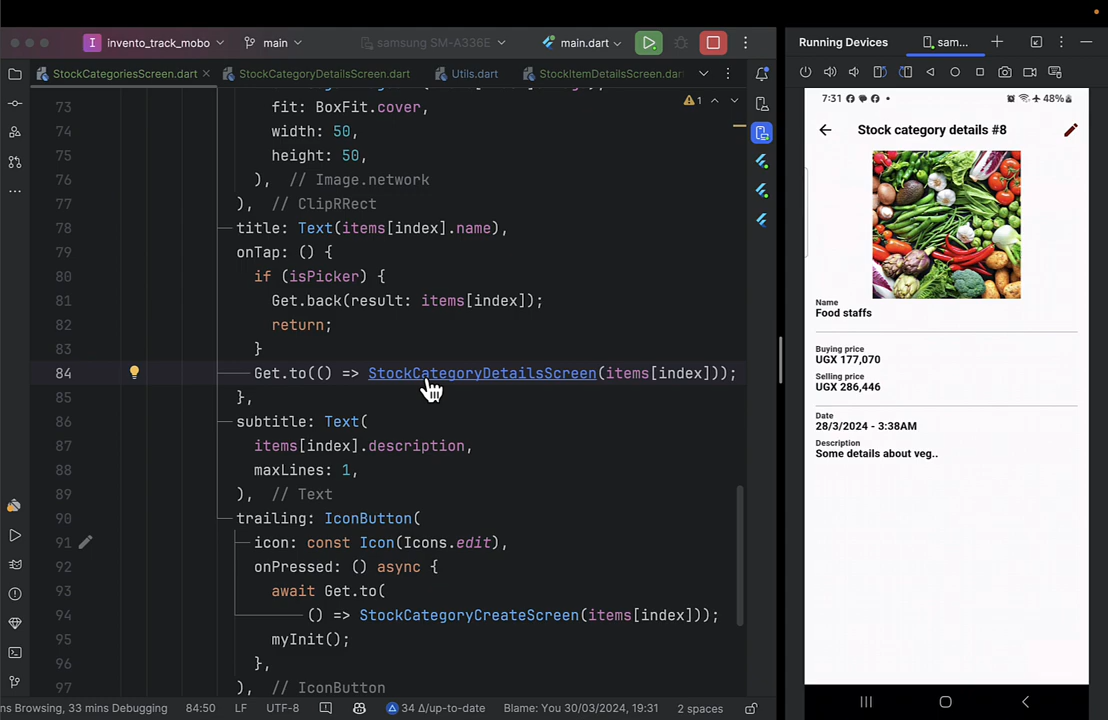 invento_track_mobo
main
samsung SM-A336E
main.dart
Running Devices
sam...
StockCategoriesScreen.dart
StockCategoryDetailsScreen.dart
Utils.dart
StockItemDetailsScreen.dart
73 fit: BoxFit.cover,
74 width: 50,
75 height: 50,
76 ),  // Image.network
77 ),  // ClipRRect
78 title: Text(items[index].name),
79 onTap: () {
80 if (isPicker) {
81 Get.back(result: items[index]);
82 return;
83 }
84 Get.to(() => StockCategoryDetailsScreen(items[index]));
85 },
86 subtitle: Text(
87 items[index].description,
88 maxLines: 1,
89 ),  // Text
90 trailing: IconButton(
91 icon: const Icon(Icons.edit),
92 onPressed: () async {
93 await Get.to(
94 () => StockCategoryCreateScreen(items[index]));
95 myInit();
96 },
97 ),  // IconButton
1
7:31
48%
Stock category details #8
Name
Food staffs
Buying price
UGX 177,070
Selling price
UGX 286,446
Date
28/3/2024 - 3:38AM
Description
Some details about veg..
ns Browsing, 33 mins Debugging
84:50
LF
UTF-8
34 Δ/up-to-date
Blame: You 30/03/2024, 19:31
2 spaces